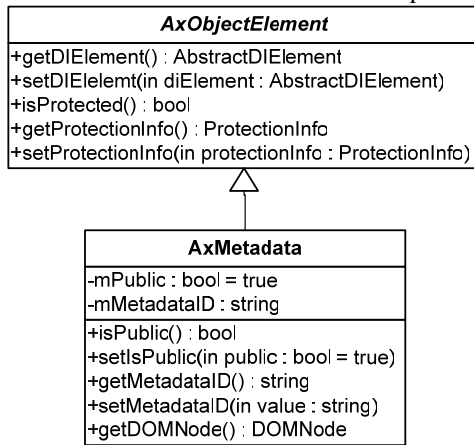 AxObjectElement
+getDIElement() : AbstractDIElement
+setDIElelemt(in diElement : AbstractDIElement)
+isProtected() : bool
+getProtectionInfo() : ProtectionInfo
+setProtectionInfo(in protectionInfo : ProtectionInfo)
AxMetadata
-mPublic : bool = true
-mMetadataID : string
+isPublic() : bool
+setIsPublic(in public : bool = true)
+getMetadataID() : string
+setMetadataID(in value : string)
+getDOMNode() : DOMNode